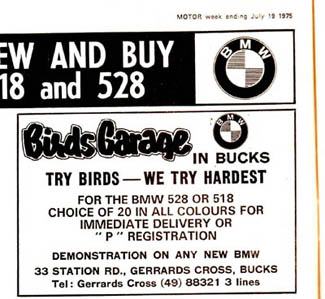 MOTOR week ending July 19 1975
EW AND BUY
18 and 528
BMW
Birds Garage
BMW
IN BUCKS
TRY BIRDS — WE TRY HARDEST
FOR THE BMW 528 OR 518
CHOICE OF 20 IN ALL COLOURS FOR
IMMEDIATE DELIVERY OR
" P " REGISTRATION
DEMONSTRATION ON ANY NEW BMW
33 STATION RD., GERRARDS CROSS, BUCKS
Tel: Gerrards Cross (49) 88321 3 lines